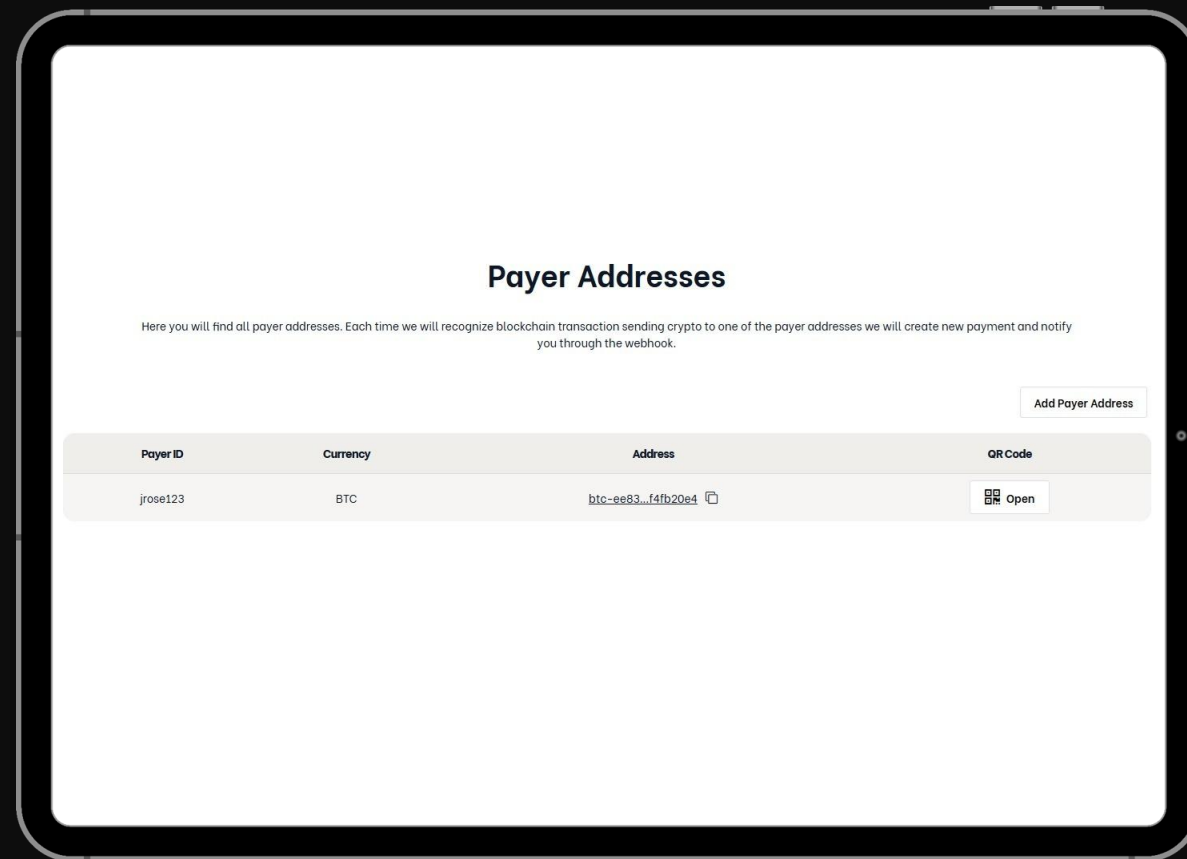 Payer Addresses
Here you will find all payer addresses. Each time we will recognize blockchain transaction sending crypto to one of the payer addresses we will create new payment and notify
you through the webhook.
Add Payer Address
Payer ID Currency Address QR Code
jrose123 BTC btc-ee83...f4fb20e4 Open